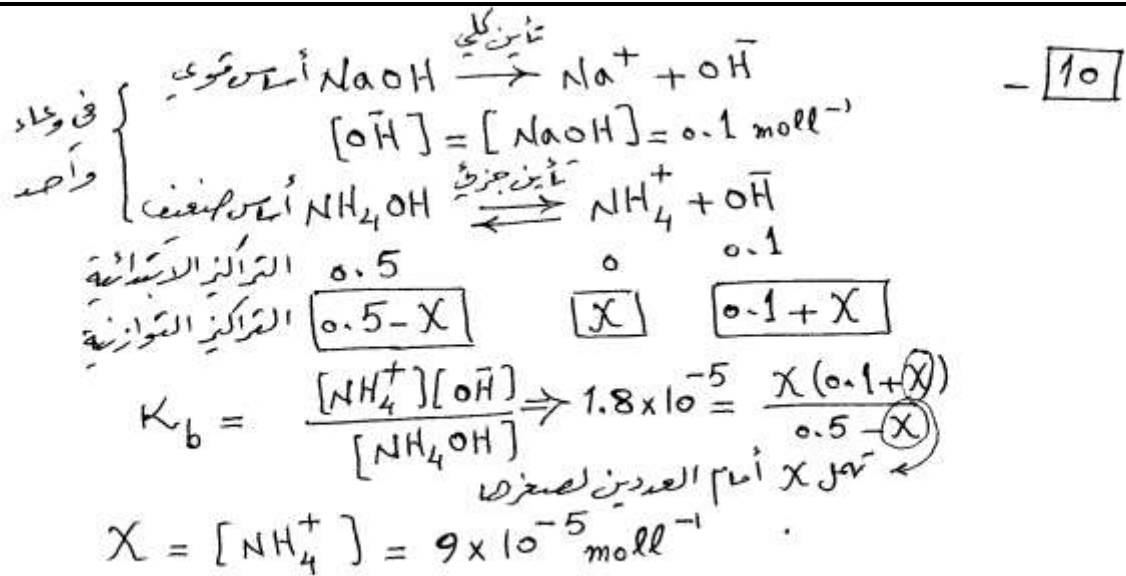 10 -
في وعاء واحد
أساس قوي NaOH تأين كلي → Na⁺ + OH̄
[OH̄] = [NaOH] = 0.1 moll⁻¹
أساس ضعيف NH₄OH تأين جزئي ⇌ NH₄⁺ + OH̄
التراكيز الابتدائية 0.5 0 0.1
التراكيز التوازنية 0.5-X X 0.1+X
K_b = [NH₄⁺][OH̄] / [NH₄OH] ⇒ 1.8×10⁻⁵ = X(0.1+X) / 0.5-X
تهمل X أمام العددين لصغرها
X = [NH₄⁺] = 9×10⁻⁵ moll⁻¹ .